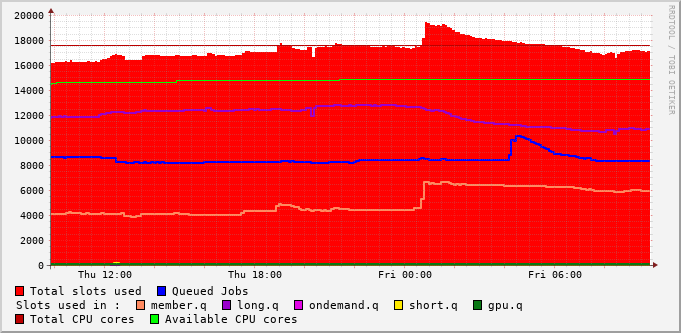 20000
18000
16000
14000
12000
10000
8000
6000
4000
2000
0
Thu 12:00 Thu 18:00 Fri 00:00 Fri 06:00
Total slots used Queued Jobs
Slots used in : member.q long.q ondemand.q short.q gpu.q
Total CPU cores Available CPU cores
RRDTOOL / TOBI OETIKER